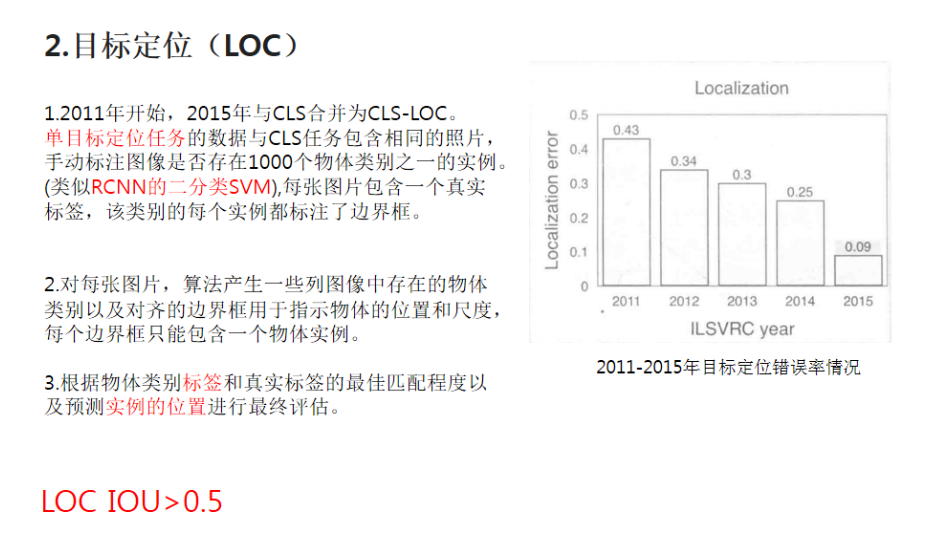 2.目标定位（LOC）
1.2011年开始，2015年与CLS合并为CLS-LOC。
单目标定位任务的数据与CLS任务包含相同的照片，
手动标注图像是否存在1000个物体类别之一的实例。
(类似RCNN的二分类SVM),每张图片包含一个真实
标签，该类别的每个实例都标注了边界框。
2.对每张图片，算法产生一些列图像中存在的物体
类别以及对齐的边界框用于指示物体的位置和尺度，
每个边界框只能包含一个物体实例。
3.根据物体类别标签和真实标签的最佳匹配程度以
及预测实例的位置进行最终评估。
LOC IOU>0.5
Localization
Localization error
0.5
0.4
0.3
0.2
0.1
0
0.43
0.34
0.3
0.25
0.09
2011 2012 2013 2014 2015
ILSVRC year
2011-2015年目标定位错误率情况